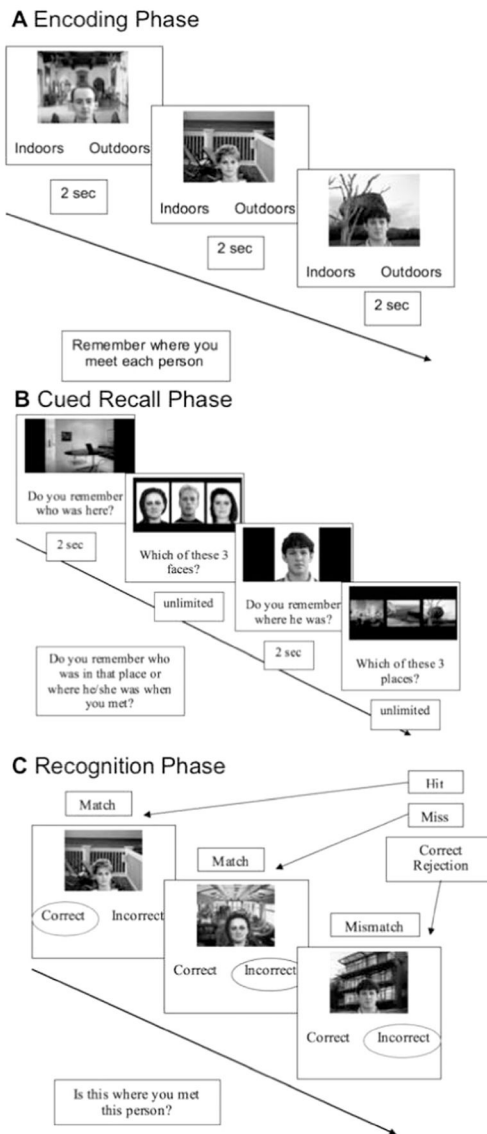 A Encoding Phase
Indoors Outdoors
2 sec
Indoors Outdoors
2 sec
Indoors Outdoors
2 sec
Remember where you
meet each person
B Cued Recall Phase
Do you remember
who was here?
2 sec
Which of these 3
faces?
unlimited
Do you remember
where he was?
2 sec
Which of these 3
places?
unlimited
Do you remember who
was in that place or
where he/she was when
you met?
C Recognition Phase
Hit
Miss
Correct
Rejection
Match
Correct Incorrect
Match
Correct Incorrect
Mismatch
Correct Incorrect
Is this where you met
this person?